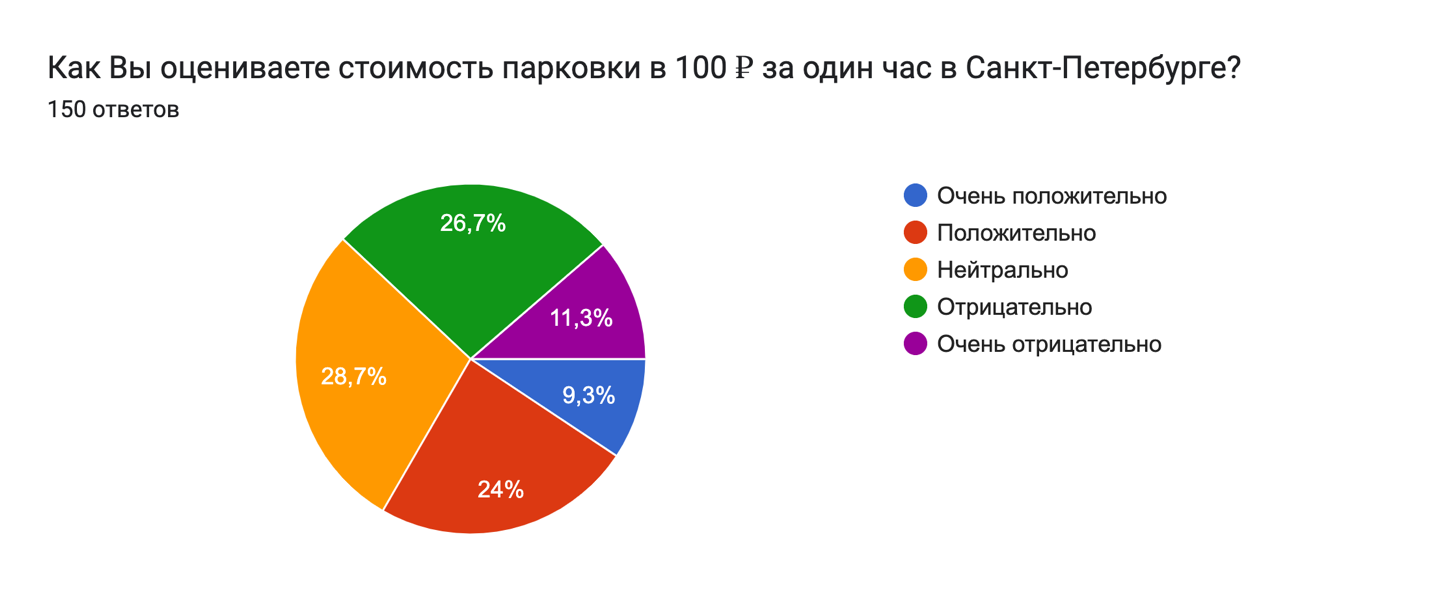 Как Вы оцениваете стоимость парковки в 100 ₽ за один час в Санкт-Петербурге?
150 ответов
26,7%
11,3%
28,7%
9,3%
24%
Очень положительно
Положительно
Нейтрально
Отрицательно
Очень отрицательно